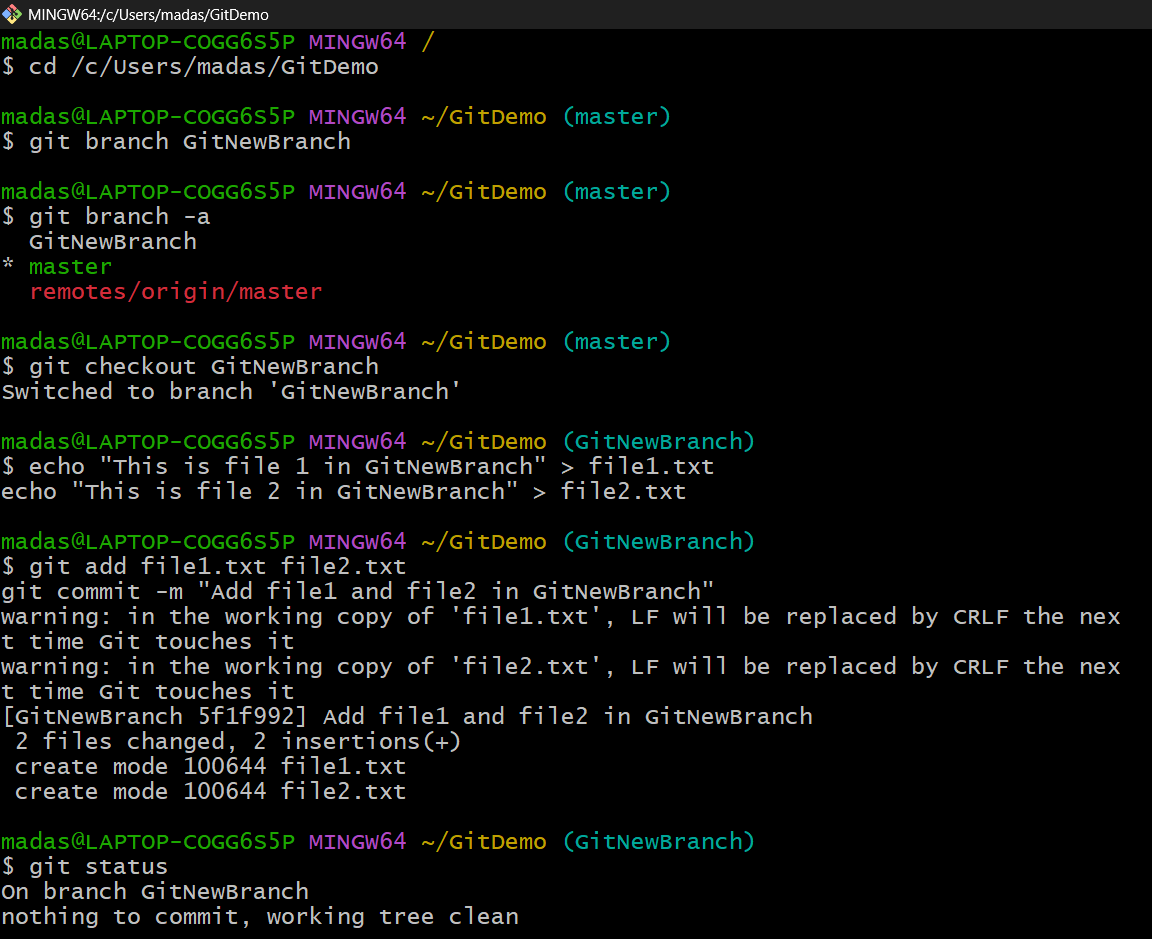 MINGW64:/c/Users/madas/GitDemo
madas@LAPTOP-COGG6S5P MINGW64 /
$ cd /c/Users/madas/GitDemo
madas@LAPTOP-COGG6S5P MINGW64 ~/GitDemo (master)
$ git branch GitNewBranch
madas@LAPTOP-COGG6S5P MINGW64 ~/GitDemo (master)
$ git branch -a
  GitNewBranch
* master
  remotes/origin/master
madas@LAPTOP-COGG6S5P MINGW64 ~/GitDemo (master)
$ git checkout GitNewBranch
Switched to branch 'GitNewBranch'
madas@LAPTOP-COGG6S5P MINGW64 ~/GitDemo (GitNewBranch)
$ echo "This is file 1 in GitNewBranch" > file1.txt
echo "This is file 2 in GitNewBranch" > file2.txt
madas@LAPTOP-COGG6S5P MINGW64 ~/GitDemo (GitNewBranch)
$ git add file1.txt file2.txt
git commit -m "Add file1 and file2 in GitNewBranch"
warning: in the working copy of 'file1.txt', LF will be replaced by CRLF the nex
t time Git touches it
warning: in the working copy of 'file2.txt', LF will be replaced by CRLF the nex
t time Git touches it
[GitNewBranch 5f1f992] Add file1 and file2 in GitNewBranch
 2 files changed, 2 insertions(+)
 create mode 100644 file1.txt
 create mode 100644 file2.txt
madas@LAPTOP-COGG6S5P MINGW64 ~/GitDemo (GitNewBranch)
$ git status
On branch GitNewBranch
nothing to commit, working tree clean